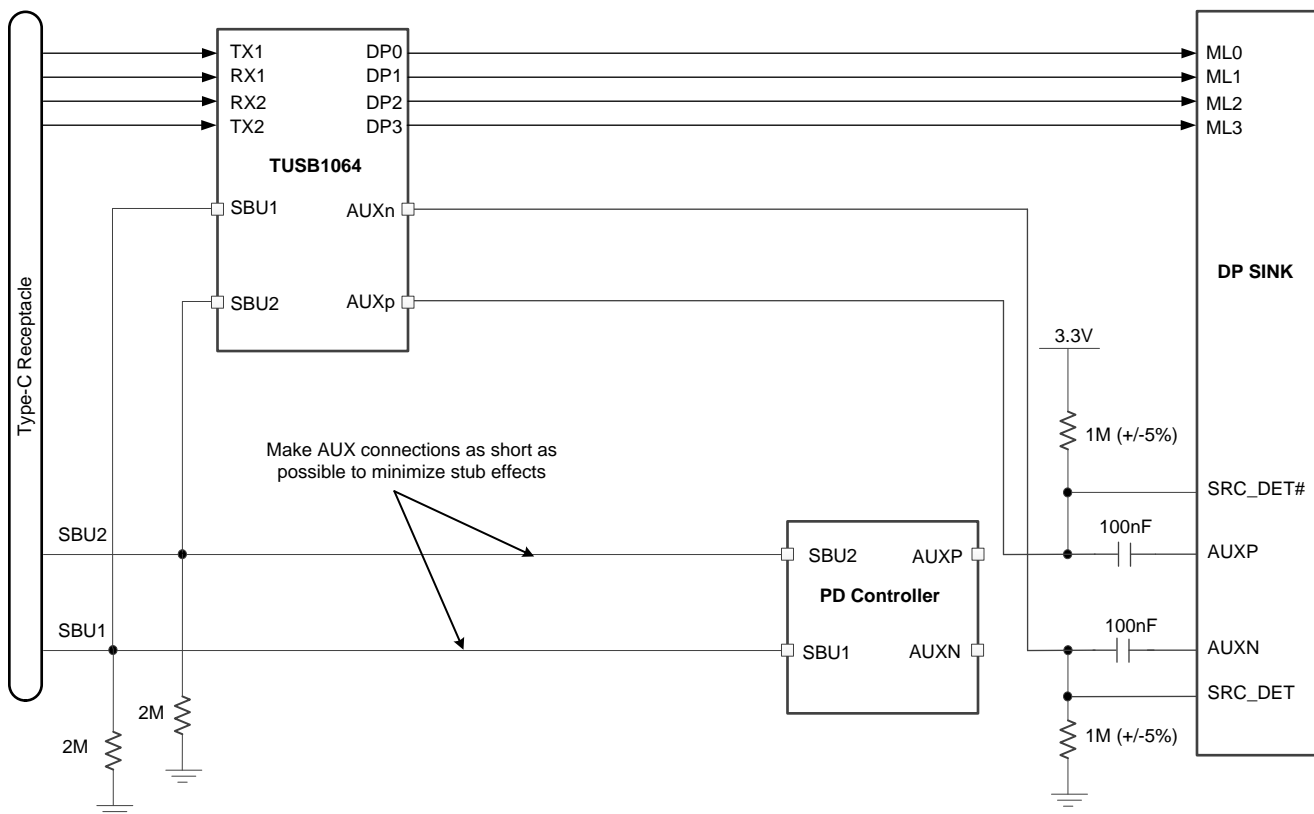 Type-C Receptacle
TX1
RX1
RX2
TX2
DP0
DP1
DP2
DP3
TUSB1064
SBU1
AUXn
SBU2
AUXp
ML0
ML1
ML2
ML3
DP SINK
3.3V
1M (+/-5%)
SRC_DET#
100nF
AUXP
100nF
AUXN
SRC_DET
1M (+/-5%)
Make AUX connections as short as
possible to minimize stub effects
SBU2
SBU1
2M
2M
SBU2
AUXP
PD Controller
SBU1
AUXN